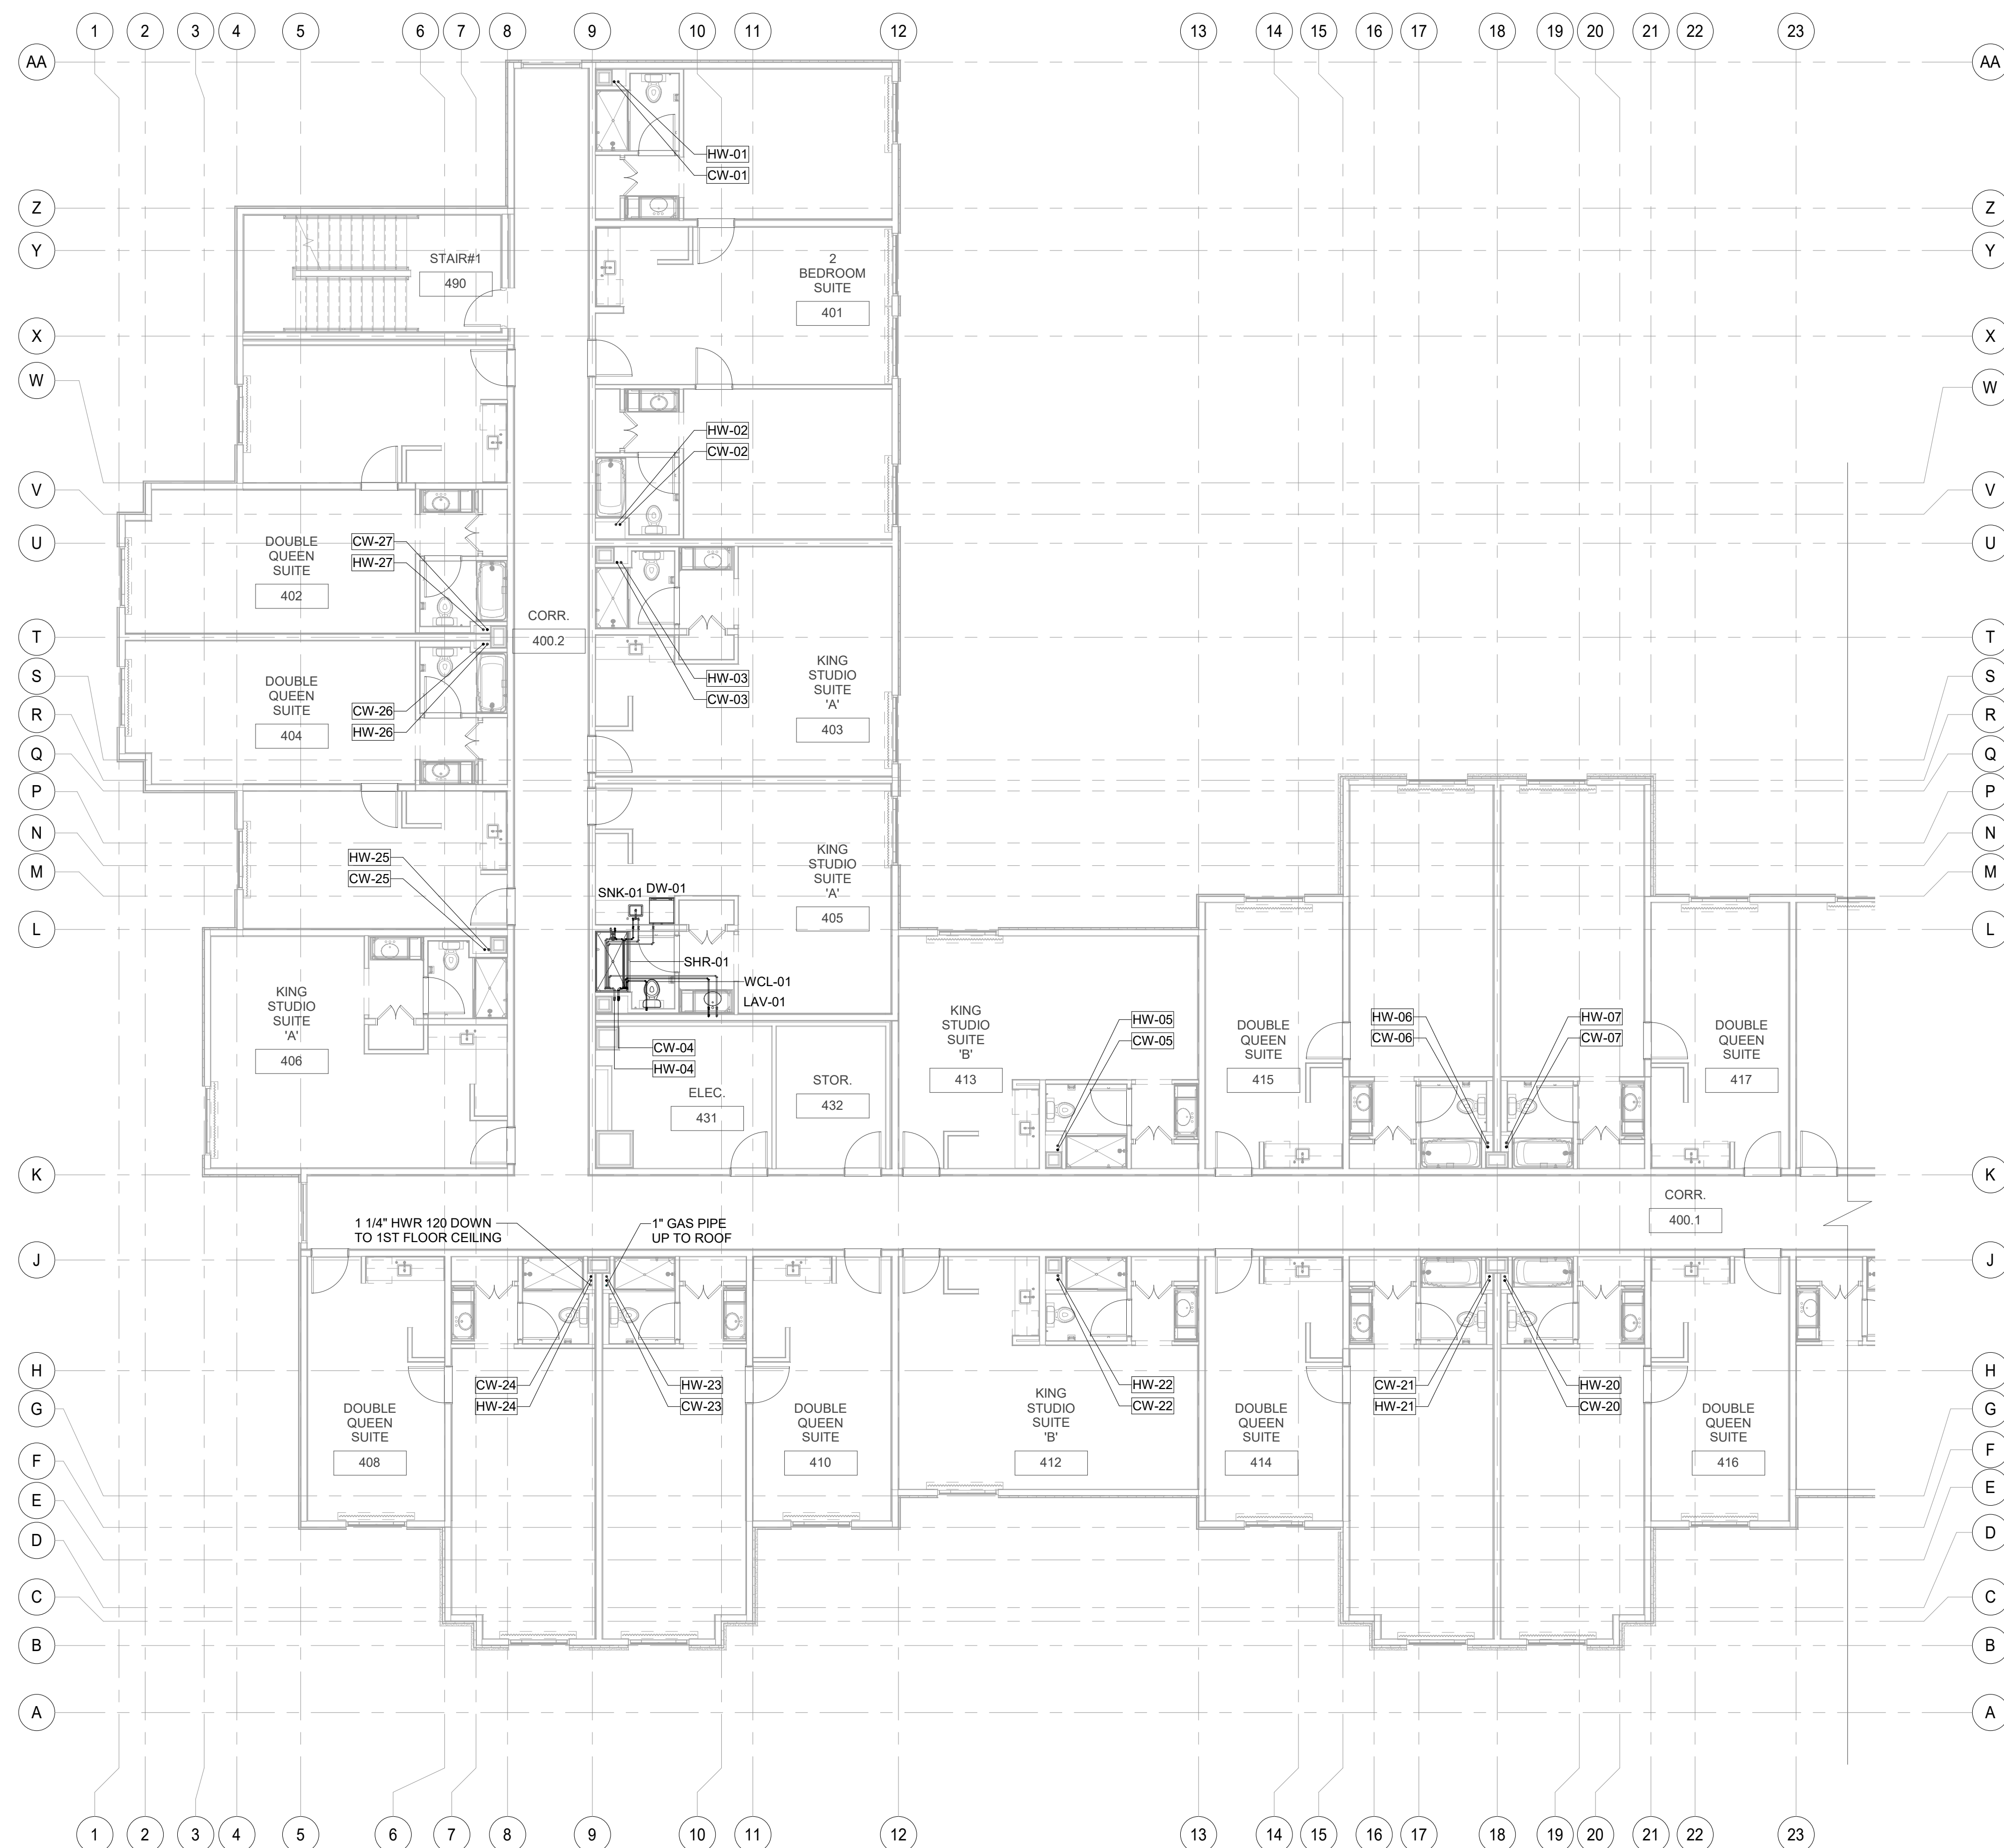 1 2 3 4 5 6 7 8 9 10 11 12 13 14 15 16 17 18 19 20 21 22 23
AA AA
HW-01
CW-01
Z Z
Y Y
STAIR#1
490
2
BEDROOM
SUITE
401
X X
W W
HW-02
CW-02
V V
U U
DOUBLE
QUEEN
SUITE
402
CW-27
HW-27
CORR.
400.2
T T
DOUBLE
QUEEN
SUITE
404
CW-26
HW-26
HW-03
CW-03
KING
STUDIO
SUITE
'A'
403
S S
R R
Q Q
P P
N N
M M
HW-25
CW-25
KING
STUDIO
SUITE
'A'
405
SNK-01 DW-01
SHR-01
WCL-01
LAV-01
L L
KING
STUDIO
SUITE
'A'
406
CW-04
HW-04
ELEC.
431
STOR.
432
KING
STUDIO
SUITE
'B'
413
HW-05
CW-05
DOUBLE
QUEEN
SUITE
415
HW-06
CW-06
HW-07
CW-07
DOUBLE
QUEEN
SUITE
417
K K
CORR.
400.1
1 1/4" HWR 120 DOWN
TO 1ST FLOOR CEILING
1" GAS PIPE
UP TO ROOF
J J
H H
CW-24
HW-24
HW-23
CW-23
HW-22
CW-22
CW-21
HW-21
HW-20
CW-20
DOUBLE
QUEEN
SUITE
408
DOUBLE
QUEEN
SUITE
410
KING
STUDIO
SUITE
'B'
412
DOUBLE
QUEEN
SUITE
414
DOUBLE
QUEEN
SUITE
416
G G
F F
E E
D D
C C
B B
A A
1 2 3 4 5 6 7 8 9 10 11 12 13 14 15 16 17 18 19 20 21 22 23